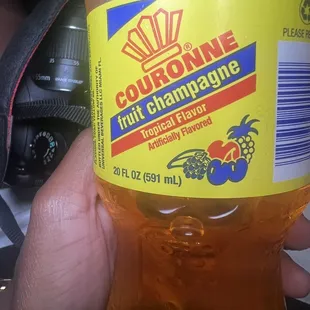 COURONNE®
fruit champagne
Tropical Flavor
Artificially Flavored
20 FL OZ (591 mL)
PLEASE